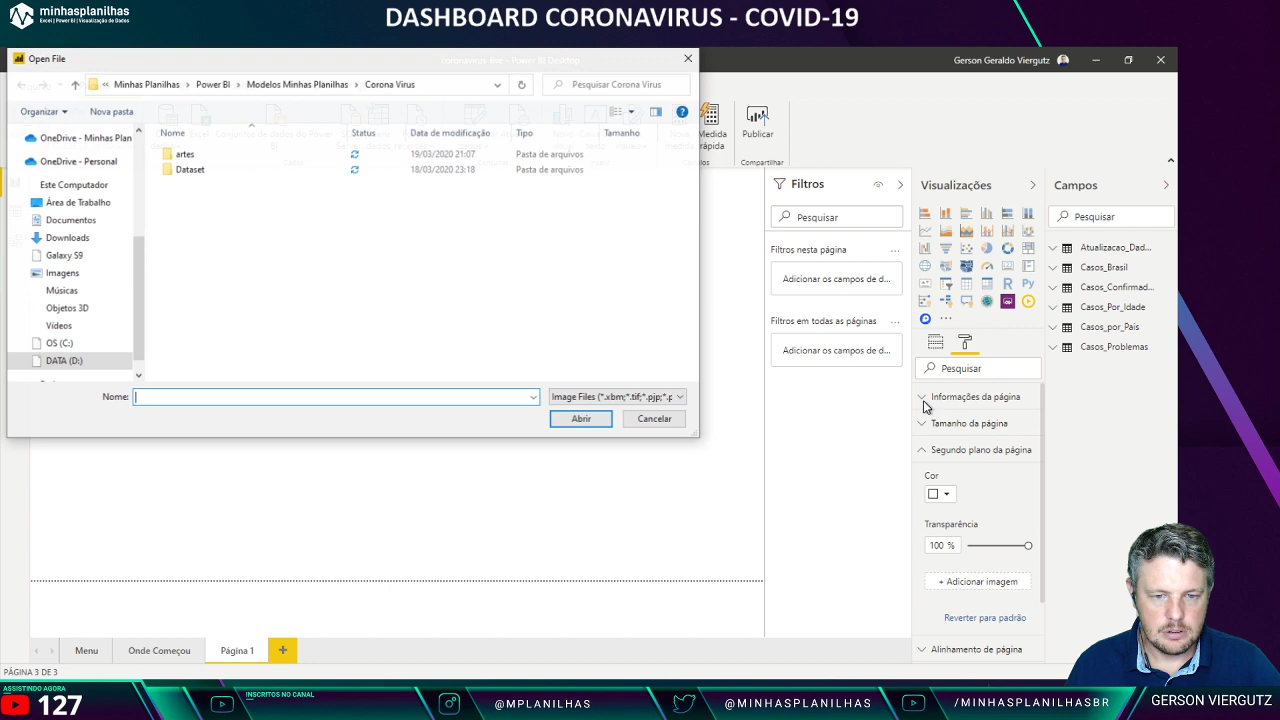 minhasplanilhas
Excel | Power BI | Visualização de Dados
DASHBOARD CORONAVIRUS - COVID-19
Open File
Gerson Geraldo Viergutz
« Minhas Planilhas > Power BI > Modelos Minhas Planilhas > Corona Virus
Pesquisar Corona Virus
Organizar
Nova pasta
Medida rápida
Publicar
Compartilhar
Nome
Status
Data de modificação
Tipo
Tamanho
OneDrive - Minhas Plan
OneDrive - Personal
Este Computador
Área de Trabalho
Documentos
Downloads
Galaxy S9
Imagens
Músicas
Objetos 3D
Vídeos
OS (C:)
DATA (D:)
artes 19/03/2020 21:07 Pasta de arquivos
Dataset 18/03/2020 23:18 Pasta de arquivos
Nome:
Image Files (*.xbm;*.tif;*.pjp;*.p
Abrir
Cancelar
Filtros
Pesquisar
Filtros nesta página ...
Adicionar os campos de d...
Filtros em todas as páginas ...
Adicionar os campos de d...
Visualizações
R Py
...
Pesquisar
Informações da página
Tamanho da página
Segundo plano da página
Cor
Transparência
100 %
+ Adicionar imagem
Reverter para padrão
Alinhamento de página
Campos
Pesquisar
Atualizacao_Dad...
Casos_Brasil
Casos_Confirmad...
Casos_Por_Idade
Casos_por_Pais
Casos_Problemas
Menu
Onde Começou
Página 1
+
PÁGINA 3 DE 3
ASSISTINDO AGORA
127
INSCRITOS NO CANAL
@MPLANILHAS
@MINHASPLANILHAS
/MINHASPLANILHASBR
GERSON VIERGUTZ